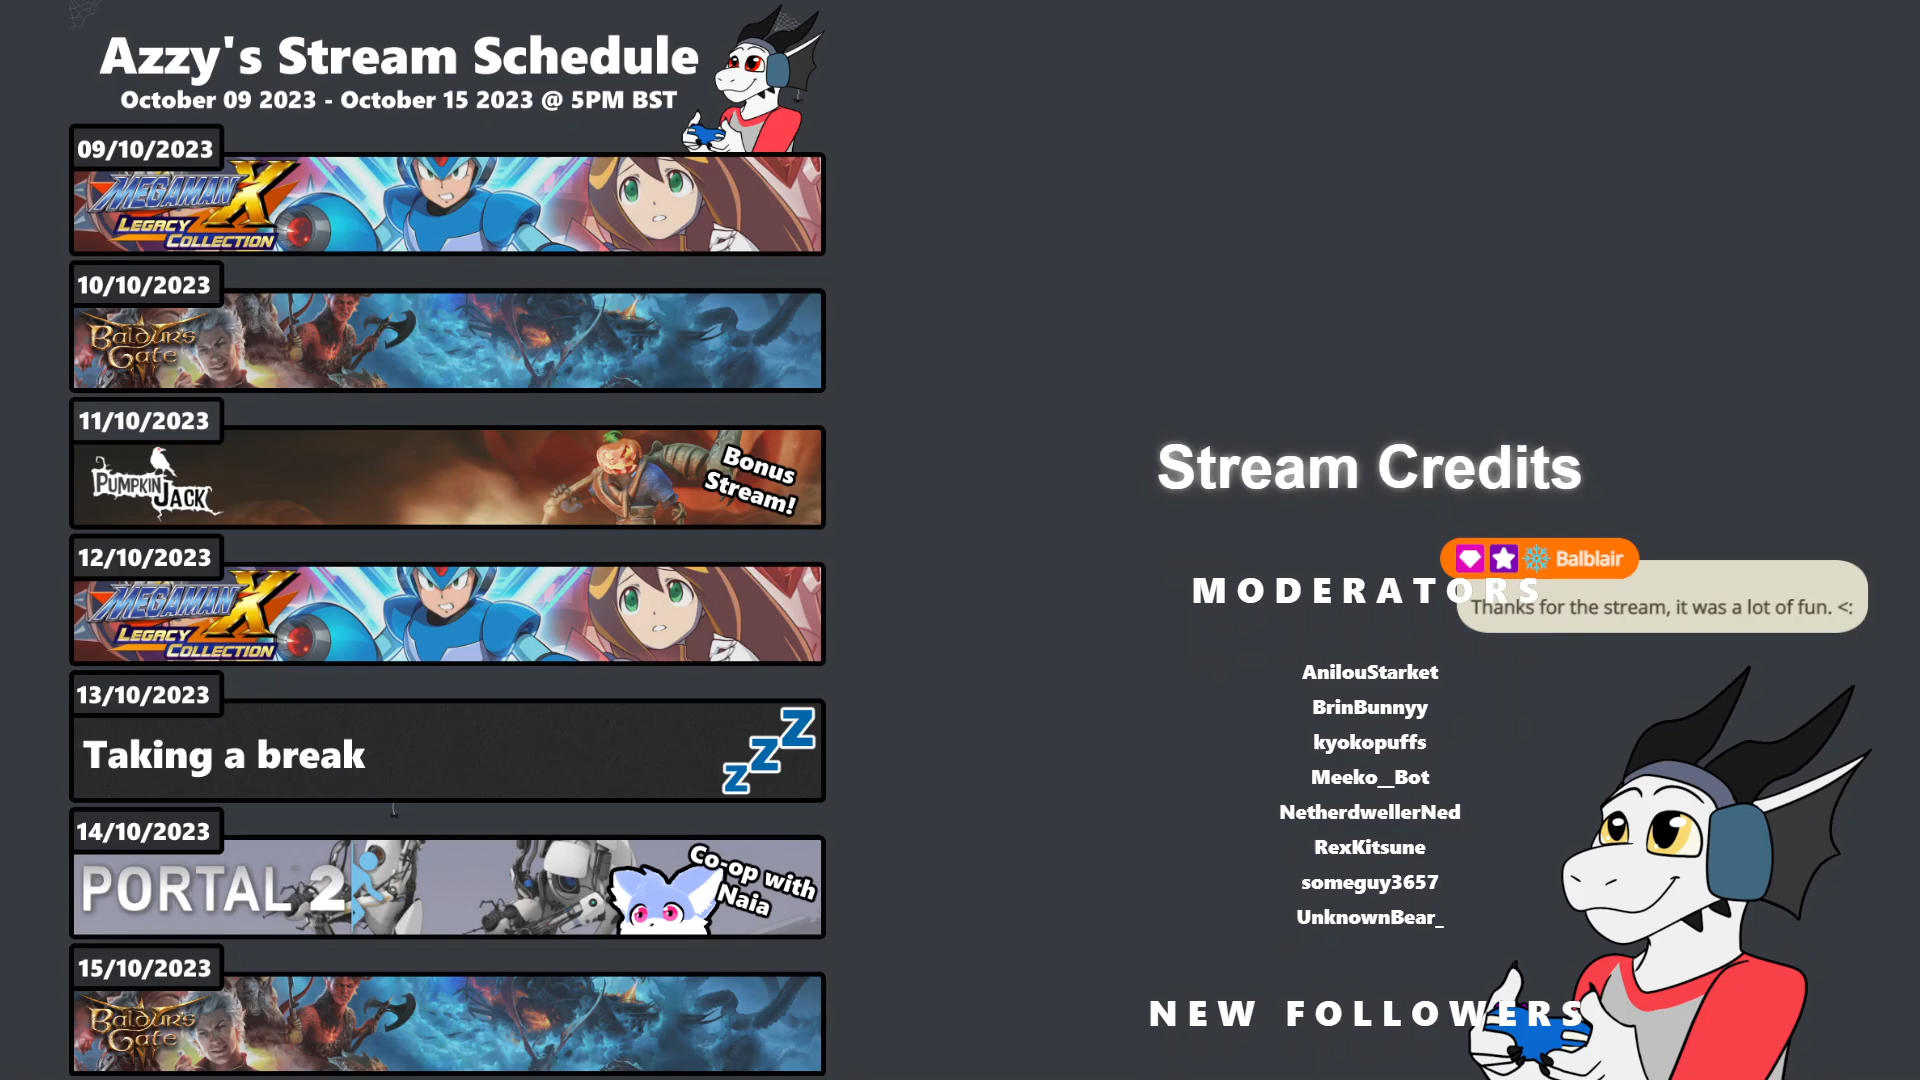 Azzy's Stream Schedule
October 09 2023 - October 15 2023 @ 5PM BST
09/10/2023
MEGAMAN X
LEGACY
COLLECTION
10/10/2023
BALDUR'S
GATE
11/10/2023
PUMPKIN
JACK
Bonus
Stream!
12/10/2023
MEGAMAN X
LEGACY
COLLECTION
13/10/2023
Taking a break
z z z
14/10/2023
PORTAL 2
Co-op with
Naia
15/10/2023
BALDUR'S
GATE
Stream Credits
Balblair
Thanks for the stream, it was a lot of fun. <:
MODERATORS
AnilouStarket
BrinBunnyy
kyokopuffs
Meeko__Bot
NetherdwellerNed
RexKitsune
someguy3657
UnknownBear_
NEW FOLLOWERS